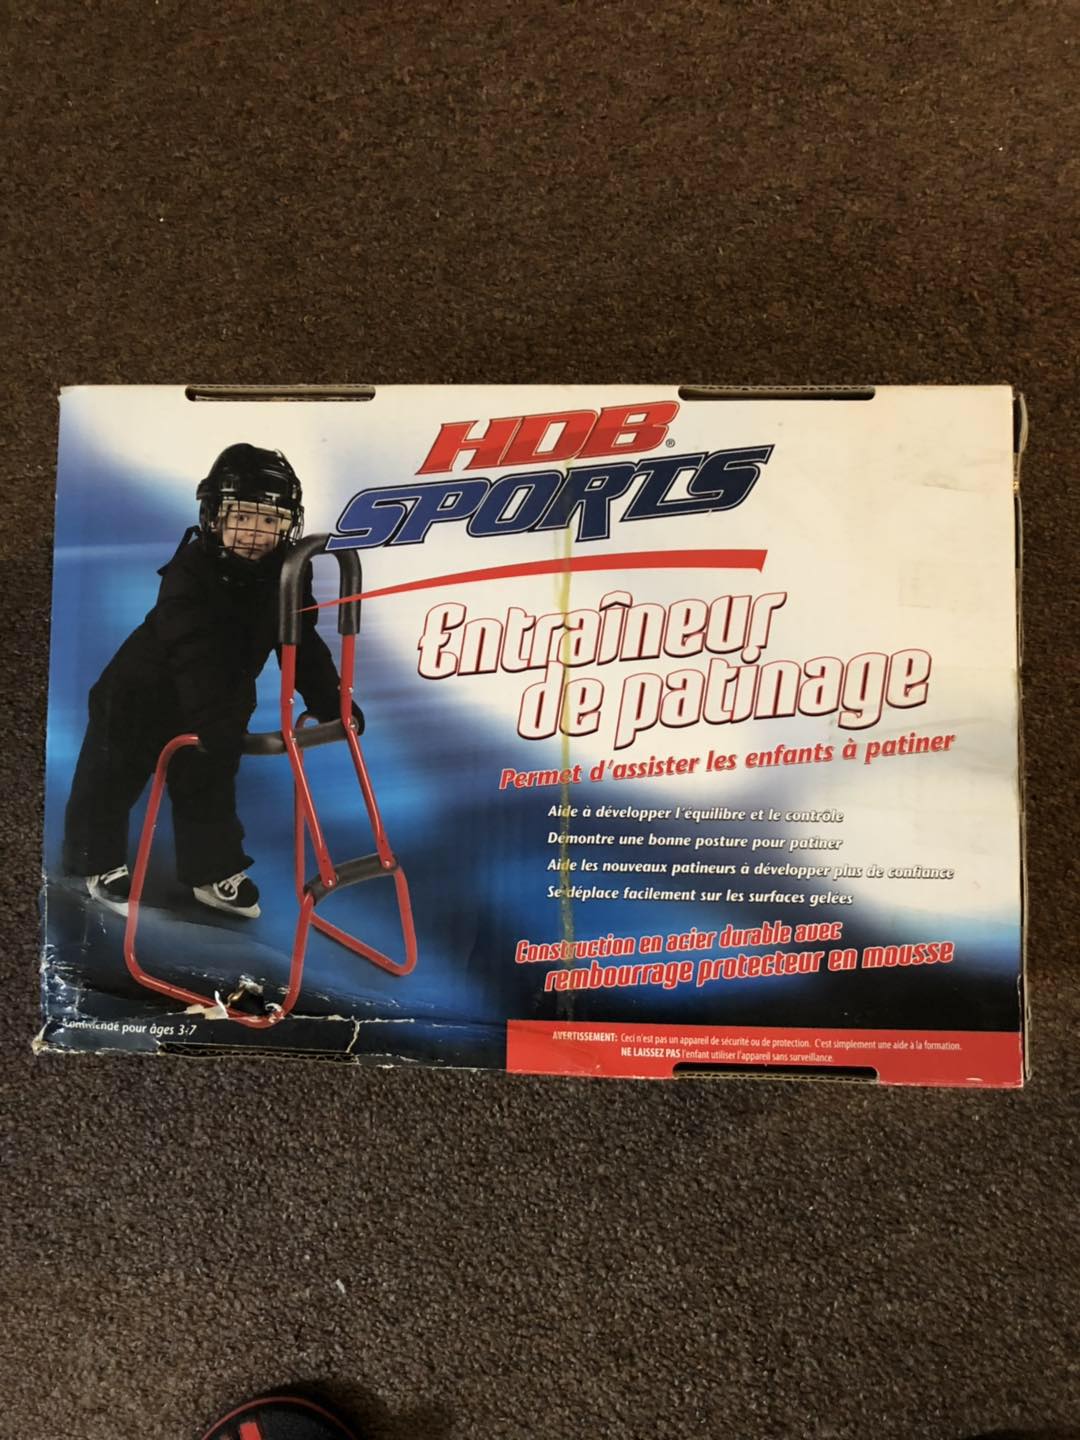 HDB®
SPORTS
Entraîneur
de patinage
Permet d'assister les enfants à patiner
Aide à développer l'équilibre et le contrôle
Démontre une bonne posture pour patiner
Aide les nouveaux patineurs à développer plus de confiance
Se déplace facilement sur les surfaces gelées
Construction en acier durable avec
rembourrage protecteur en mousse
pour âges 3-7
AVERTISSEMENT: Ceci n'est pas un appareil de sécurité ou de protection. C'est simplement une aide à la formation.
NE LAISSEZ PAS l'enfant utiliser l'appareil sans surveillance.